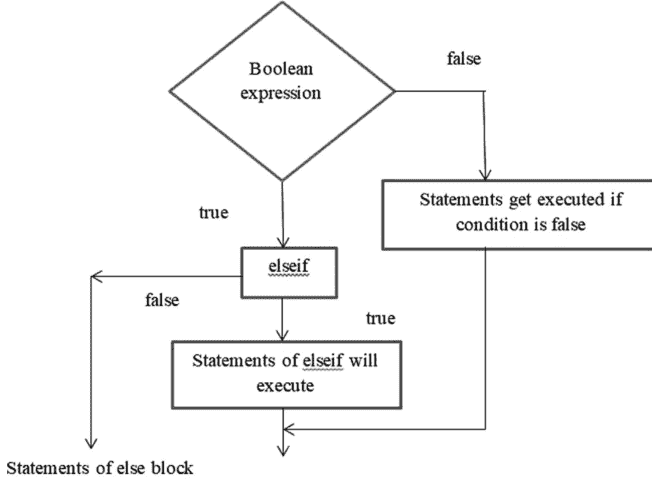 Boolean
expression
false
true
Statements get executed if
condition is false
elseif
false
true
Statements of elseif will
execute
Statements of else block